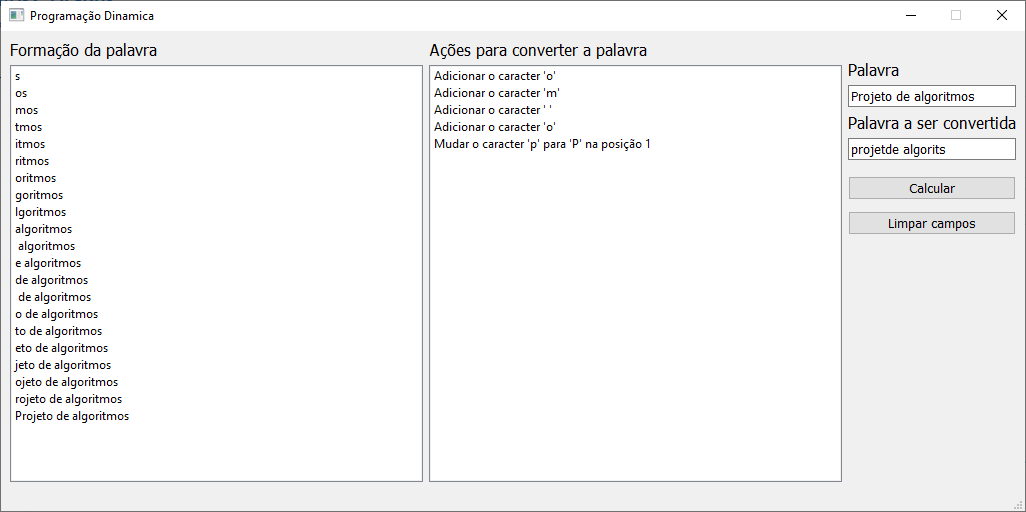 Programação Dinamica
Formação da palavra
s
os
mos
tmos
itmos
ritmos
oritmos
goritmos
lgoritmos
algoritmos
 algoritmos
e algoritmos
de algoritmos
 de algoritmos
o de algoritmos
to de algoritmos
eto de algoritmos
jeto de algoritmos
ojeto de algoritmos
rojeto de algoritmos
Projeto de algoritmos
Ações para converter a palavra
Adicionar o caracter 'o'
Adicionar o caracter 'm'
Adicionar o caracter ' '
Adicionar o caracter 'o'
Mudar o caracter 'p' para 'P' na posição 1
Palavra
Projeto de algoritmos
Palavra a ser convertida
projetde algorits
Calcular
Limpar campos